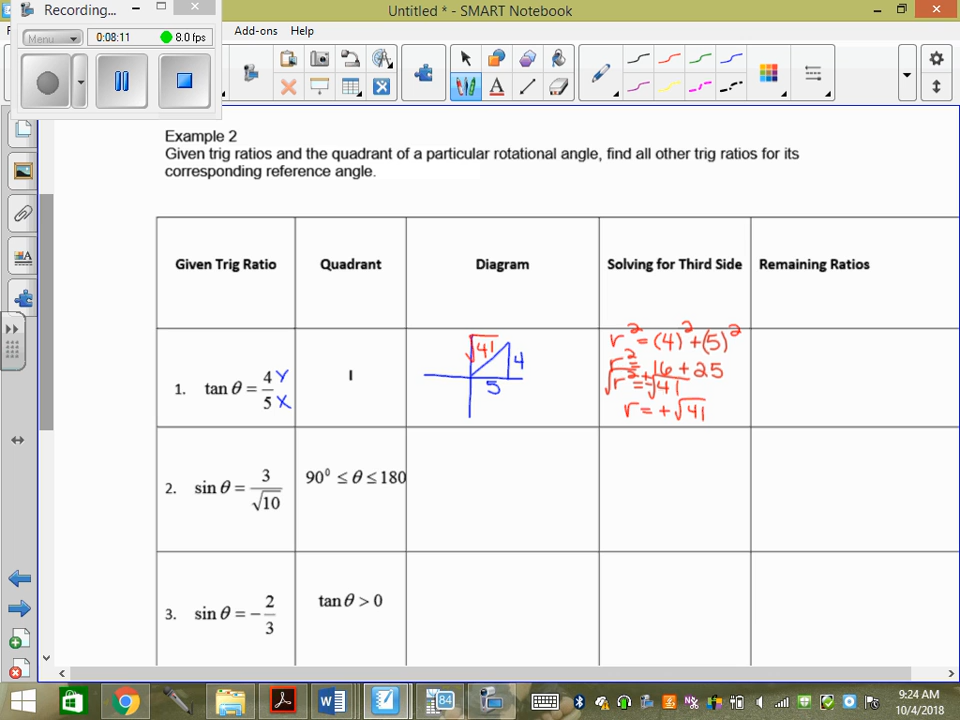 Untitled * - SMART Notebook
Recording...
Menu
0:08:11
8.0 fps
Add-ons Help
Example 2
Given trig ratios and the quadrant of a particular rotational angle, find all other trig ratios for its
corresponding reference angle.
Given Trig Ratio Quadrant Diagram Solving for Third Side Remaining Ratios
1. tan θ = 4/5 Y X
I
√41 4
5
r² = (4)² + (5)²
r² = 16 + 25
√r² = ±√41
r = +√41
2. sin θ = 3/√10
90⁰ ≤ θ ≤ 180
3. sin θ = −2/3
tan θ > 0
9:24 AM
10/4/2018